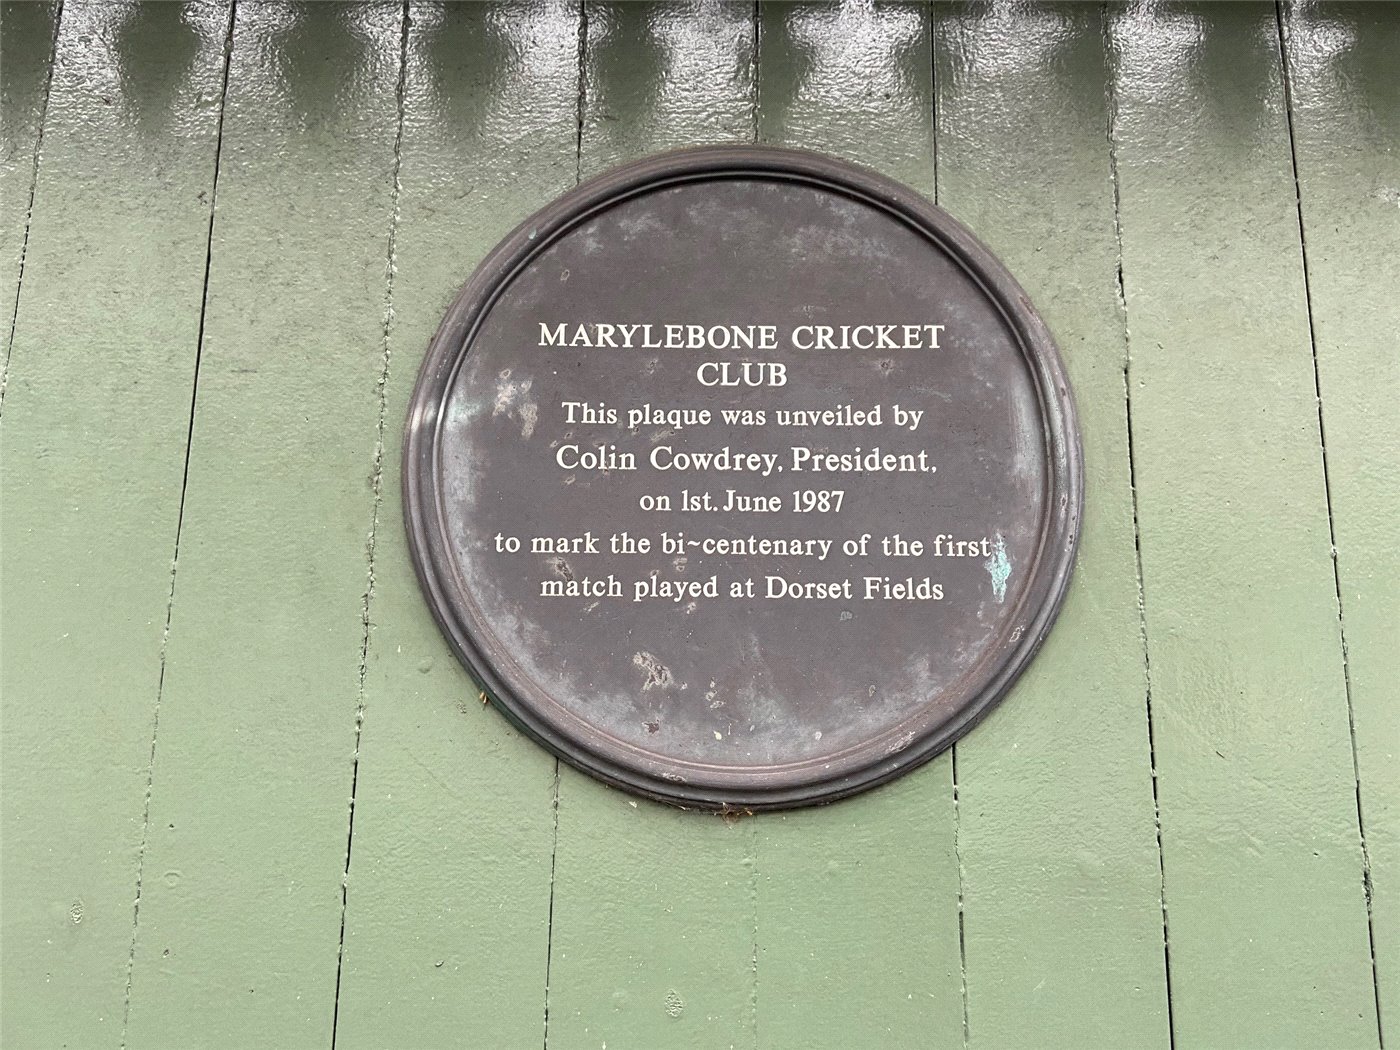 MARYLEBONE CRICKET
CLUB
This plaque was unveiled by
Colin Cowdrey, President,
on 1st. June 1987
to mark the bi~centenary of the first
match played at Dorset Fields